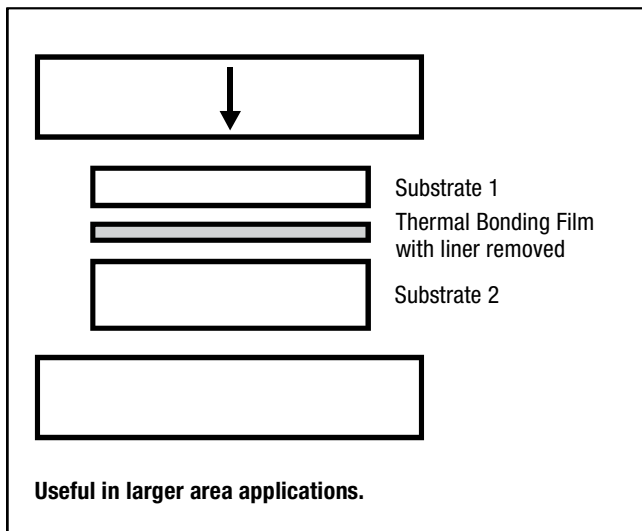 Substrate 1
Thermal Bonding Film
with liner removed
Substrate 2
Useful in larger area applications.